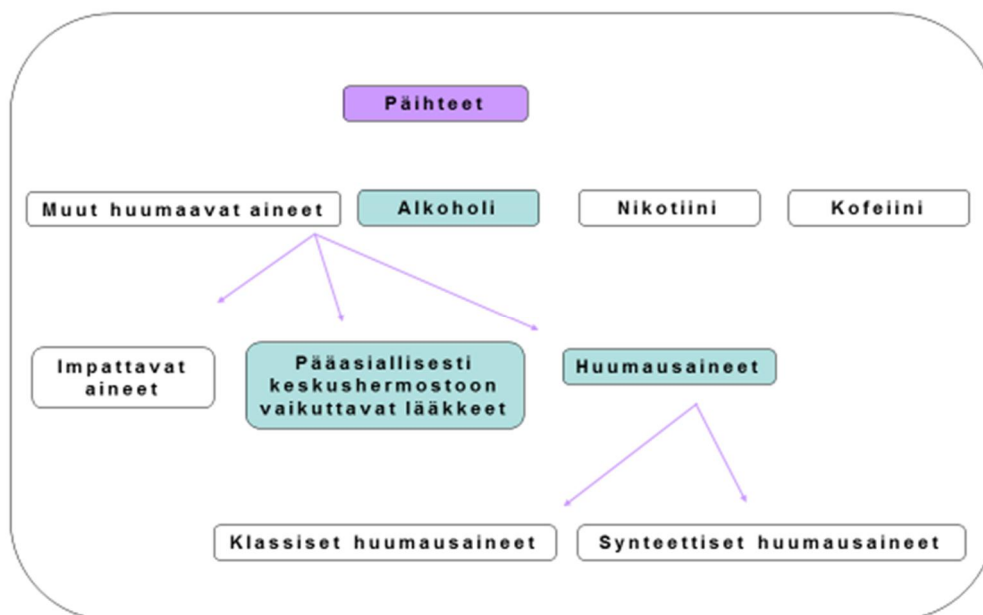 Päihteet
Muut huumaavat aineet
Alkoholi
Nikotiini
Kofeiini
Impattavat
aineet
Pääasiallisesti
keskushermostoon
vaikuttavat lääkkeet
Huumausaineet
Klassiset huumausaineet
Synteettiset huumausaineet